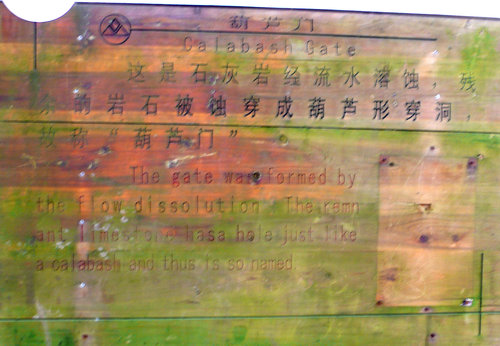 葫芦门
Calabash Gate
这是石灰岩经流水溶蚀，残
余的岩石被蚀穿成葫芦形穿洞，
故称“葫芦门”
The gate was formed by
the flow dissolution. The remn
ant limestone hasa hole just like
a calabash and thus is so named.